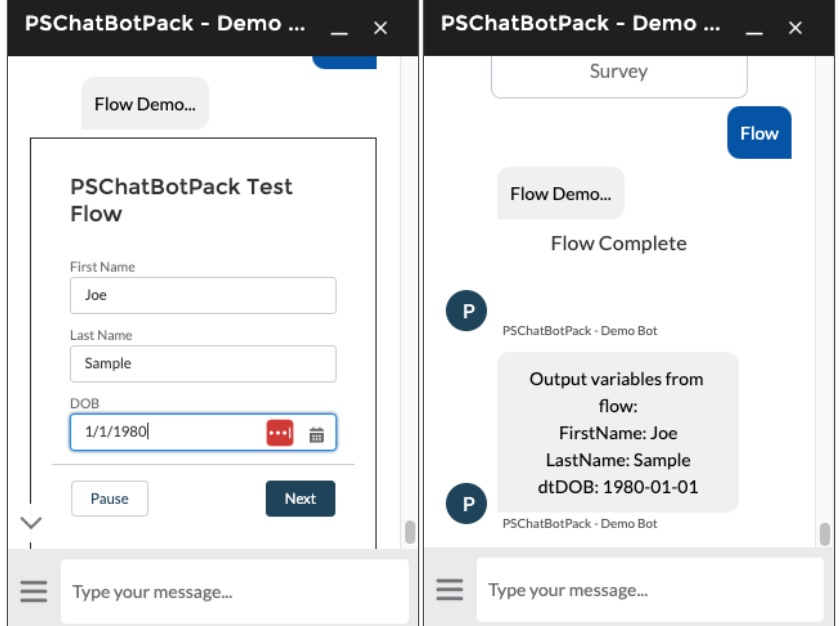 PSChatBotPack - Demo ...
Flow Demo...
PSChatBotPack Test
Flow
First Name
Joe
Last Name
Sample
DOB
1/1/1980
Pause
Next
Type your message...
PSChatBotPack - Demo ...
Survey
Flow
Flow Demo...
Flow Complete
P
PSChatBotPack - Demo Bot
Output variables from
flow:
FirstName: Joe
LastName: Sample
dtDOB: 1980-01-01
P
PSChatBotPack - Demo Bot
Type your message...